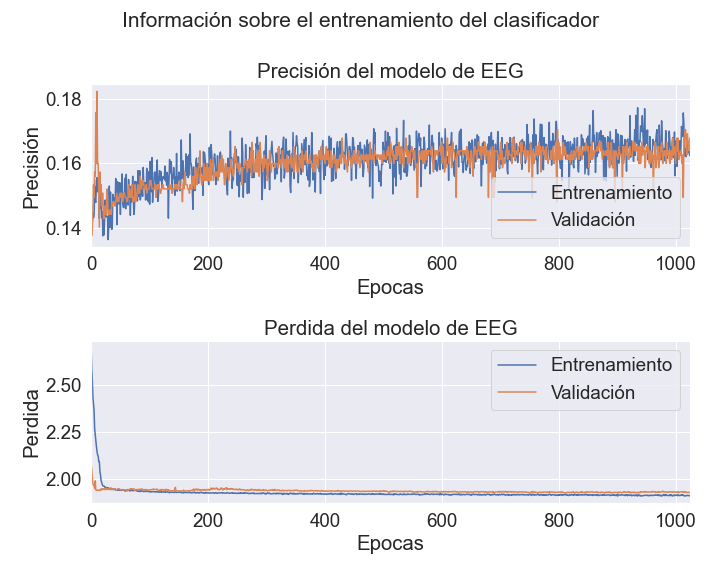 Información sobre el entrenamiento del clasificador
Precisión del modelo de EEG
0.18
0.16
0.14
Precisión
0 200 400 600 800 1000
Epocas
Entrenamiento
Validación
Perdida del modelo de EEG
2.50
2.25
2.00
Perdida
0 200 400 600 800 1000
Epocas
Entrenamiento
Validación